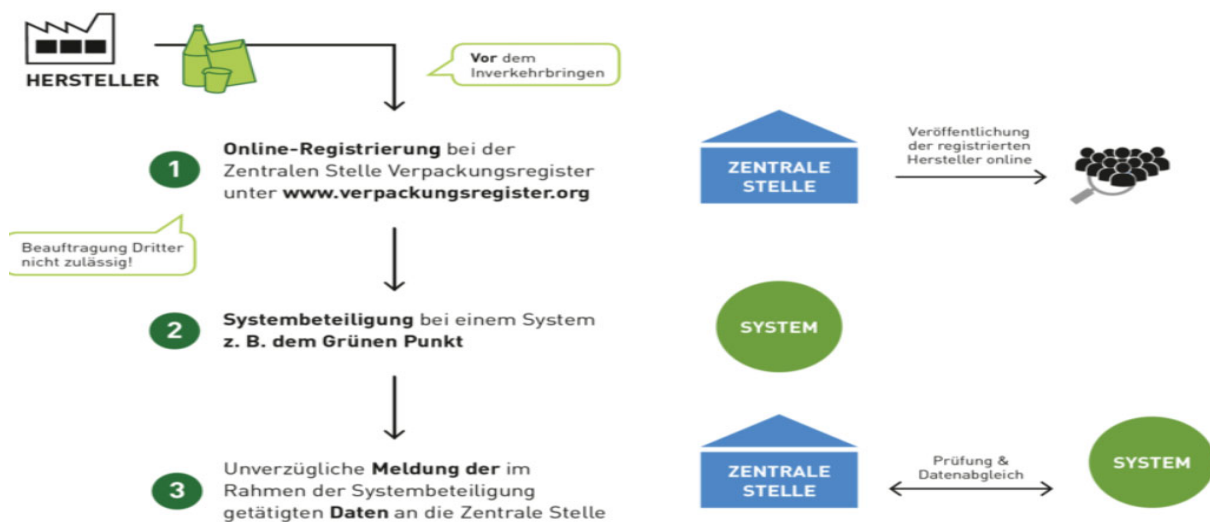 HERSTELLER
Vor dem
Inverkehrbringen
1
Online-Registrierung bei der
Zentralen Stelle Verpackungsregister
unter www.verpackungsregister.org
ZENTRALE
STELLE
Veröffentlichung
der registrierten
Hersteller online
Beauftragung Dritter
nicht zulässig!
2
Systembeteiligung bei einem System
z. B. dem Grünen Punkt
SYSTEM
3
Unverzügliche Meldung der im
Rahmen der Systembeteiligung
getätigten Daten an die Zentrale Stelle
ZENTRALE
STELLE
Prüfung &
Datenabgleich
SYSTEM